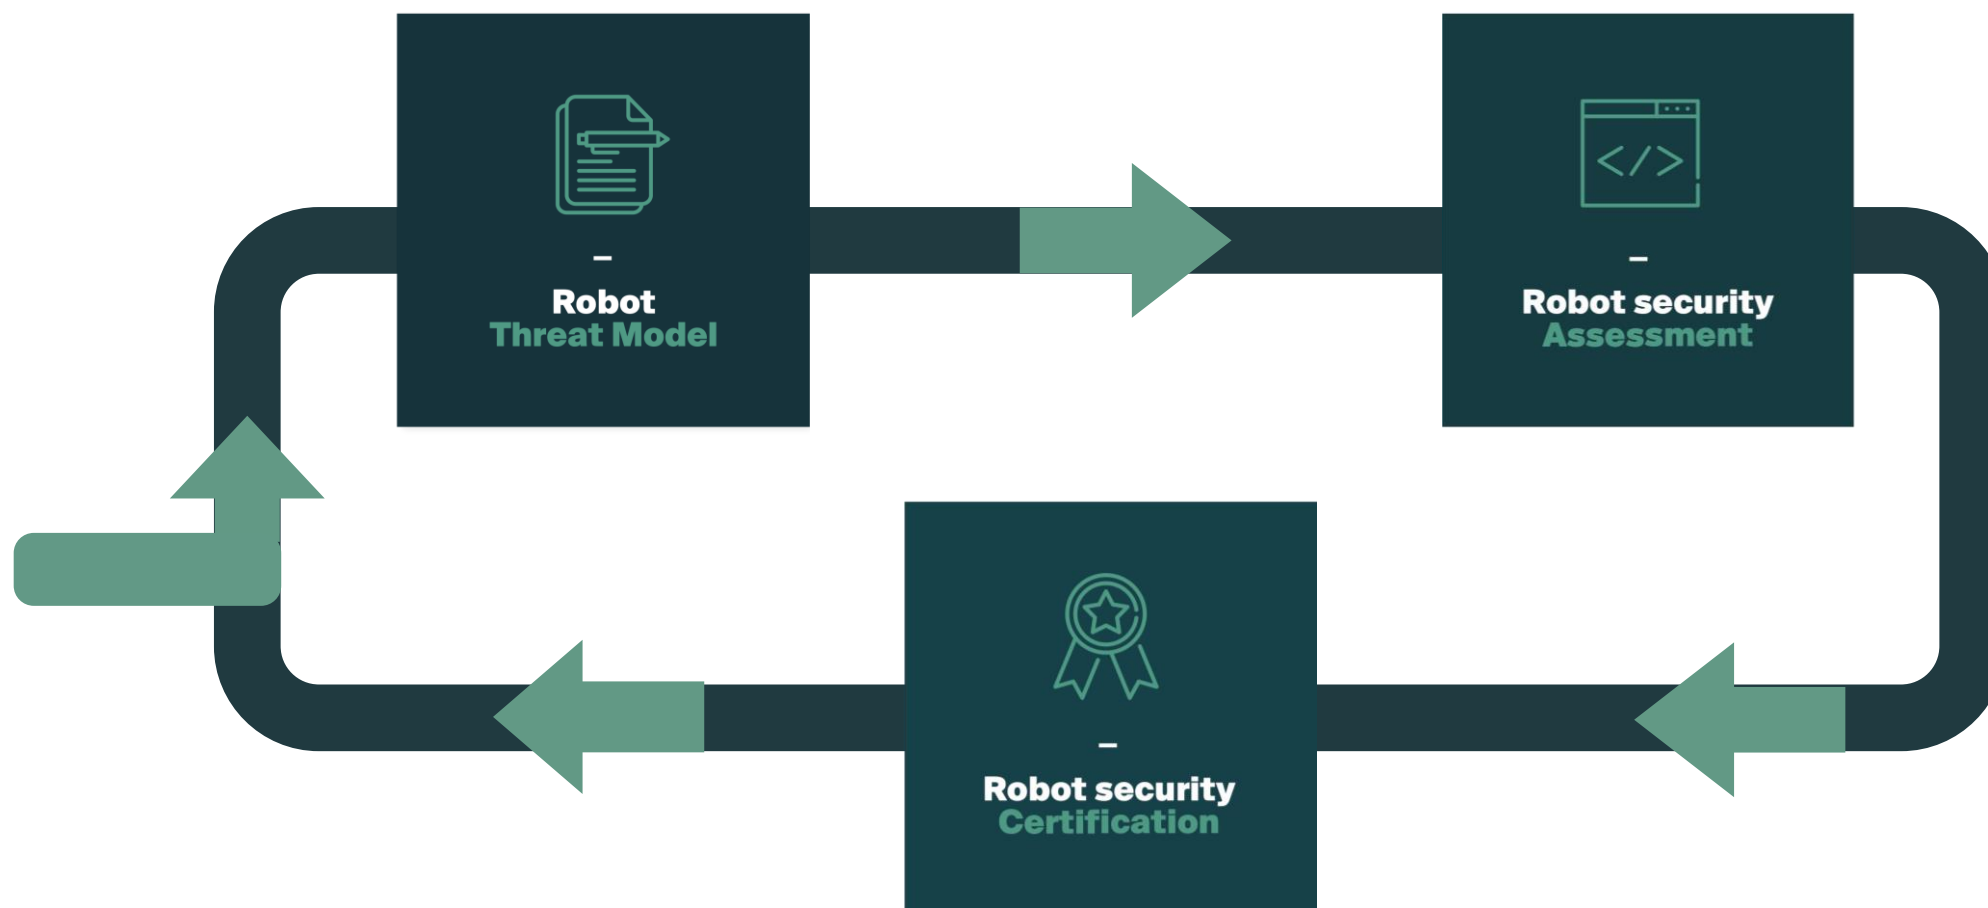 Robot
Threat Model
Robot security
Assessment
Robot security
Certification